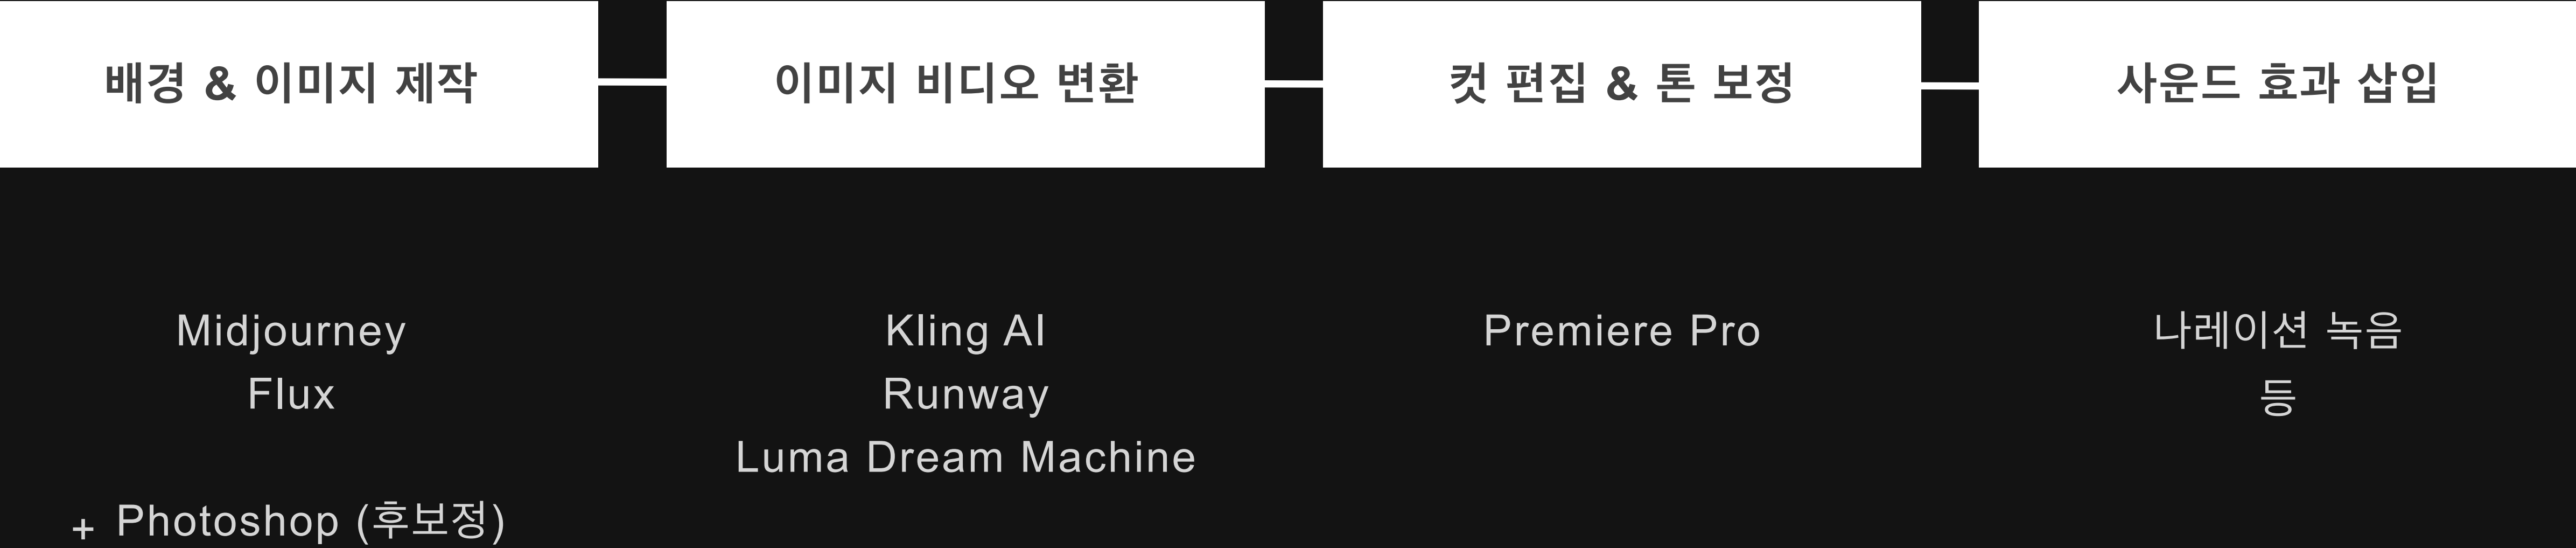 배경 & 이미지 제작
이미지 비디오 변환
컷 편집 & 톤 보정
사운드 효과 삽입
Midjourney
Flux
+ Photoshop (후보정)
Kling AI
Runway
Luma Dream Machine
Premiere Pro
나레이션 녹음
등